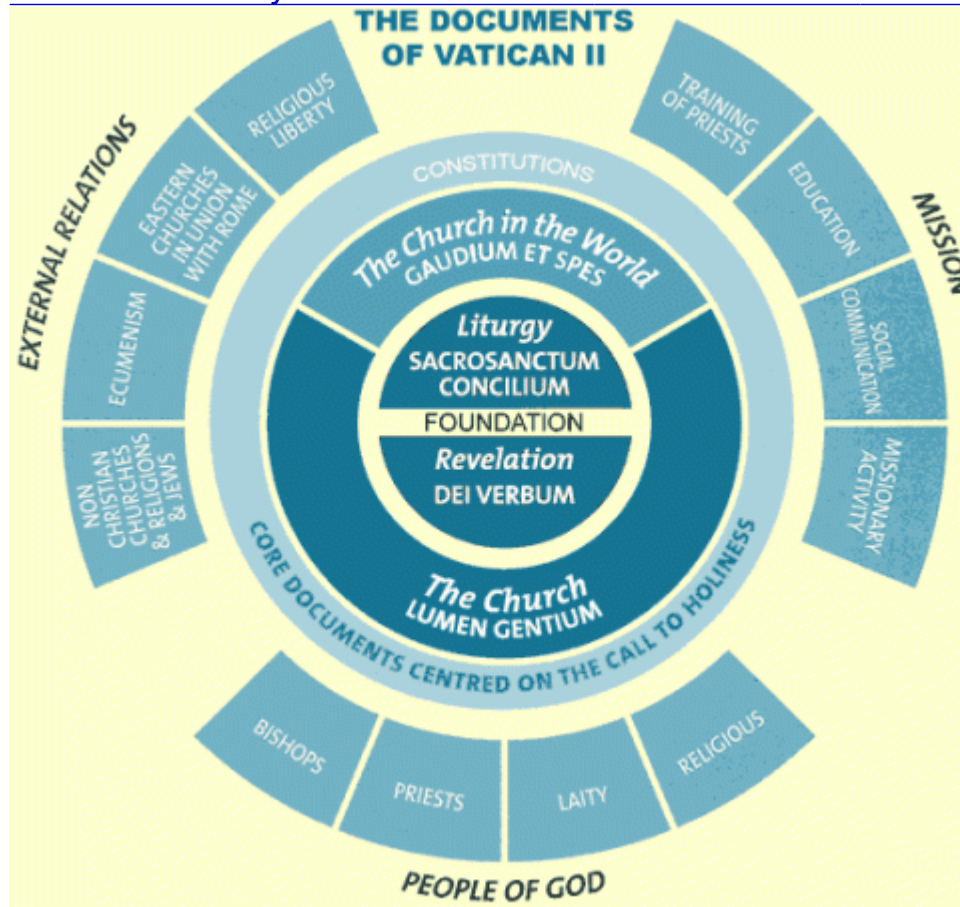 THE DOCUMENTS
OF VATICAN II
EXTERNAL RELATIONS
RELIGIOUS
LIBERTY
EASTERN
CHURCHES
IN UNION
WITH ROME
ECUMENISM
NON
CHRISTIAN
CHURCHES
& RELIGIONS
& JEWS
MISSION
TRAINING
OF PRIESTS
EDUCATION
SOCIAL
COMMUNICATION
MISSIONARY
ACTIVITY
CONSTITUTIONS
The Church in the World
GAUDIUM ET SPES
Liturgy
SACROSANCTUM
CONCILIUM
FOUNDATION
Revelation
DEI VERBUM
The Church
LUMEN GENTIUM
CORE DOCUMENTS CENTRED ON THE CALL TO HOLINESS
BISHOPS
PRIESTS
LAITY
RELIGIOUS
PEOPLE OF GOD